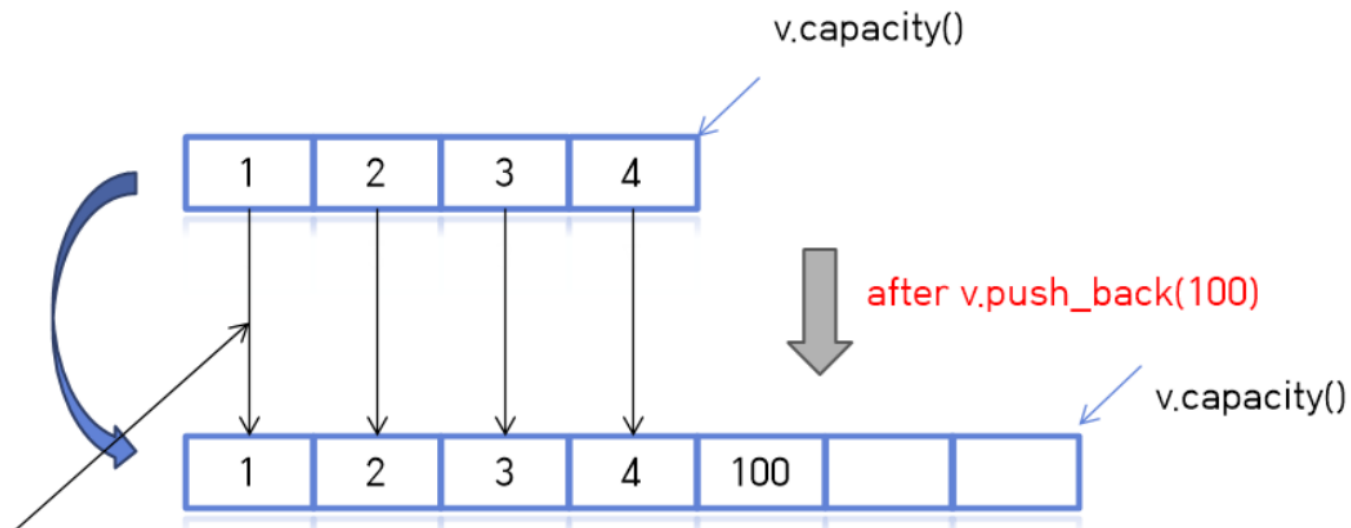 v.capacity()
1 2 3 4
after v.push_back(100)
v.capacity()
1 2 3 4 100